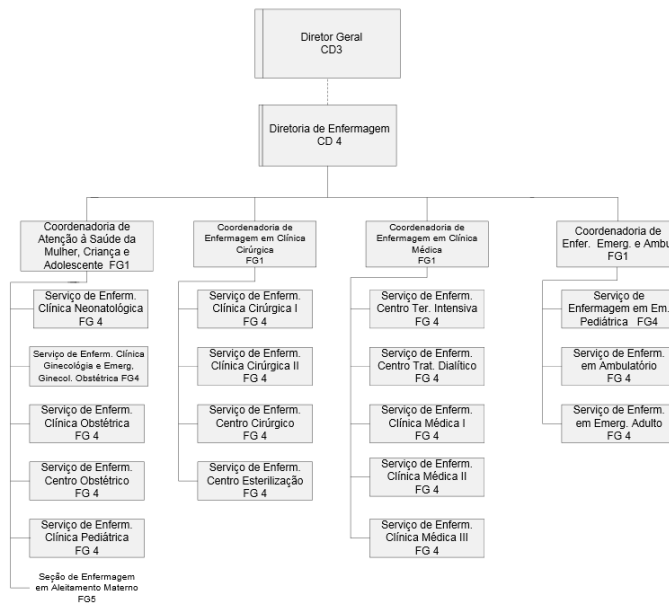 Diretor Geral
CD3
Diretoria de Enfermagem
CD 4
Coordenadoria de
Atenção à Saúde da
Mulher, Criança e
Adolescente FG1
Serviço de Enferm.
Clínica Neonatológica
FG 4
Serviço de Enferm. Clínica
Ginecológia e Emerg.
Ginecol. Obstétrica FG4
Serviço de Enferm.
Clínica Obstétrica
FG 4
Serviço de Enferm.
Centro Obstétrico
FG 4
Serviço de Enferm.
Clínica Pediátrica
FG 4
Seção de Enfermagem
em Aleitamento Materno
FG5
Coordenadoria de
Enfermagem em Clínica
Cirúrgica
FG1
Serviço de Enferm.
Clínica Cirúrgica I
FG 4
Serviço de Enferm.
Clínica Cirúrgica II
FG 4
Serviço de Enferm.
Centro Cirúrgico
FG 4
Serviço de Enferm.
Centro Esterilização
FG 4
Coordenadoria de
Enfermagem em Clínica
Médica
FG1
Serviço de Enferm.
Centro Ter. Intensiva
FG 4
Serviço de Enferm.
Centro Trat. Dialítico
FG 4
Serviço de Enferm.
Clínica Médica I
FG 4
Serviço de Enferm.
Clínica Médica II
FG 4
Serviço de Enferm.
Clínica Médica III
FG 4
Coordenadoria de
Enfer. Emerg. e Ambu
FG1
Serviço de
Enfermagem em Em.
Pediátrica FG4
Serviço de Enferm.
em Ambulatório
FG 4
Serviço de Enferm.
em Emerg. Adulto
FG 4